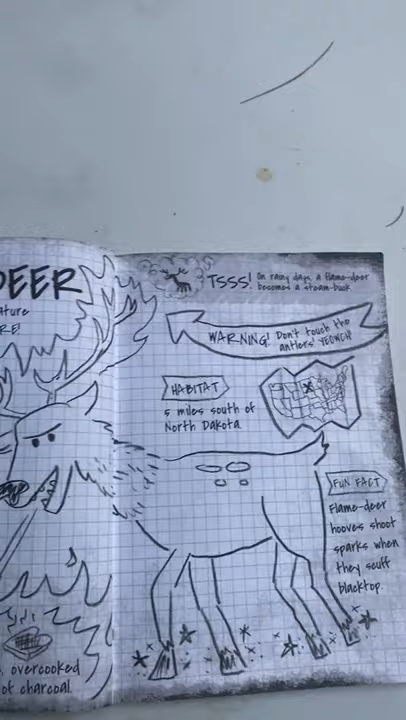 DEER
TSSS! On rainy days, a flame-deer
becomes a steam-buck.
ature
RE!
WARNING! Don't touch the
antlers! YEOWCH!
HABITAT
5 miles south of
North Dakota.
FUN FACT
Flame-deer
hooves shoot
sparks when
they scuff
blacktop.
overcooked
of charcoal.